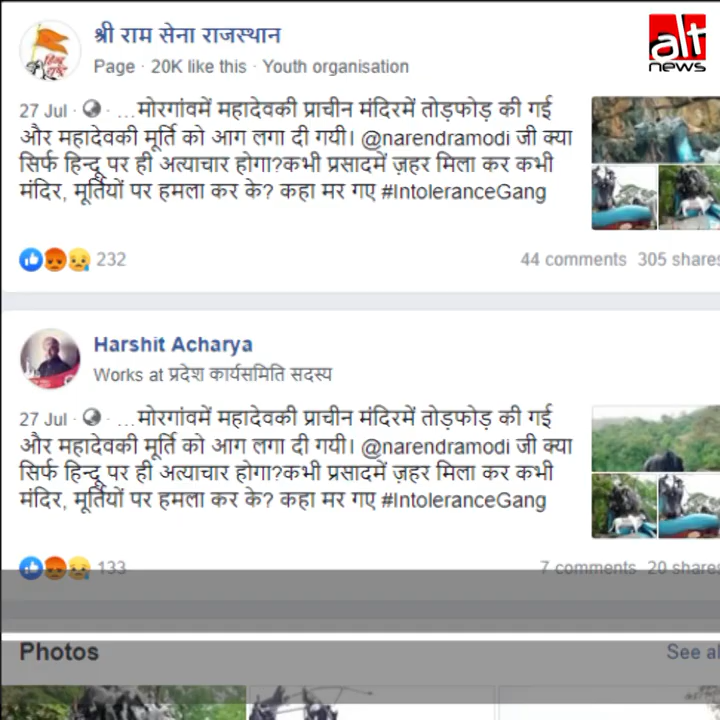 alt
news
श्री राम सेना राजस्थान
Page · 20K like this · Youth organisation
27 Jul · ...मोरगांवमें महादेवकी प्राचीन मंदिरमें तोड़फोड़ की गई
और महादेवकी मूर्ति को आग लगा दी गयी। @narendramodi जी क्या
सिर्फ हिन्दू पर ही अत्याचार होगा?कभी प्रसादमें ज़हर मिला कर कभी
मंदिर, मूर्तियों पर हमला कर के? कहा मर गए #IntoleranceGang
232
44 comments 305 shares
Harshit Acharya
Works at प्रदेश कार्यसमिति सदस्य
27 Jul · ...मोरगांवमें महादेवकी प्राचीन मंदिरमें तोड़फोड़ की गई
और महादेवकी मूर्ति को आग लगा दी गयी। @narendramodi जी क्या
सिर्फ हिन्दू पर ही अत्याचार होगा?कभी प्रसादमें ज़हर मिला कर कभी
मंदिर, मूर्तियों पर हमला कर के? कहा मर गए #IntoleranceGang
133
7 comments 20 shares
Photos
See al